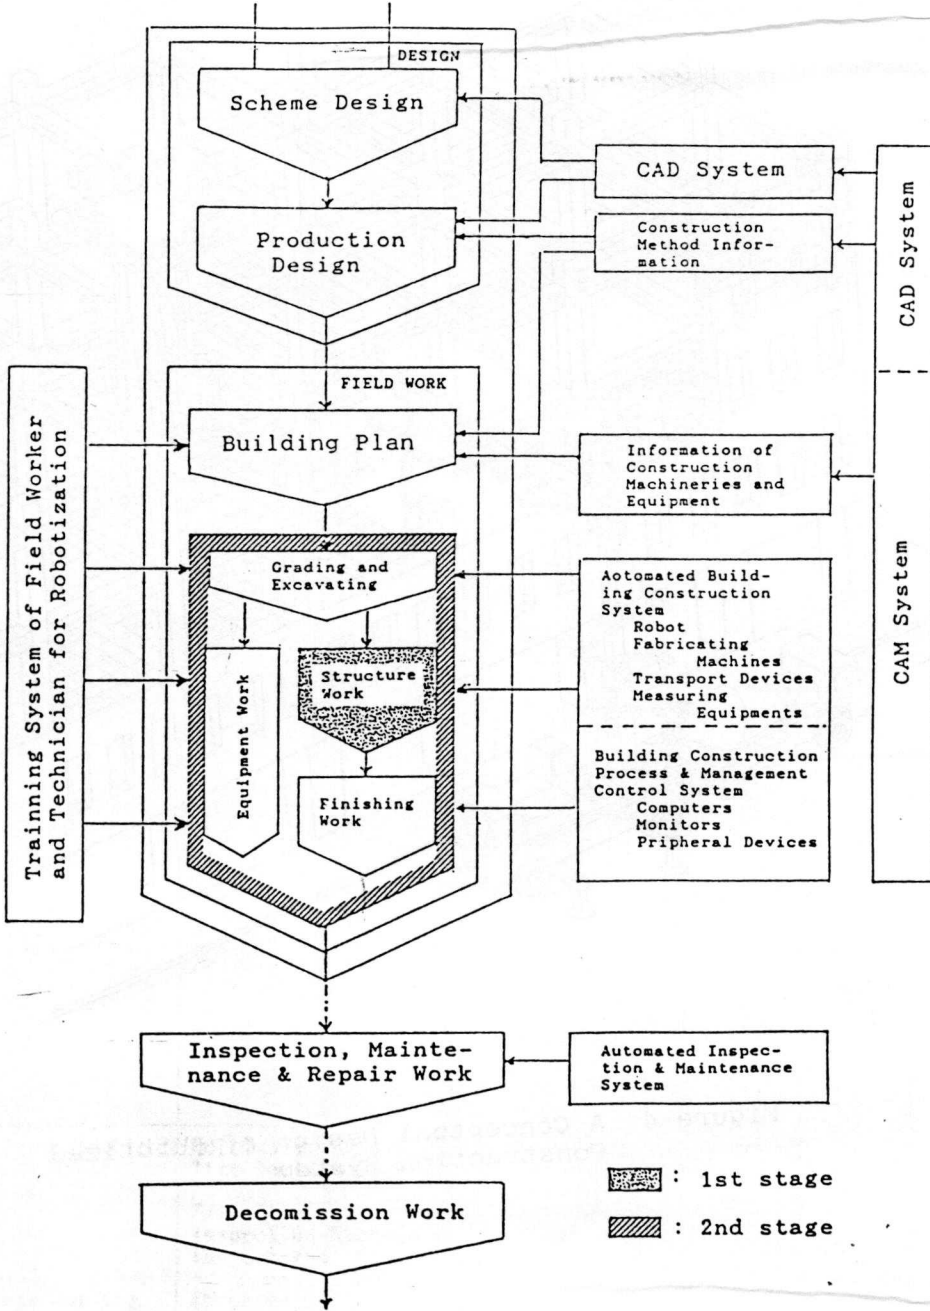 DESIGN
Scheme Design
Production
Design
CAD System
Construction
Method Infor-
mation
CAD System
FIELD WORK
Building Plan
Information of
Construction
Machineries and
Equipment
Trainning System of Field Worker
and Technician for Robotization
Grading and
Excavating
Equipment Work
Structure
Work
Finishing
Work
Aotomated Build-
ing Construction
System
Robot
Fabricating
Machines
Transport Devices
Measuring
Equipments
Building Construction
Process & Management
Control System
Computers
Monitors
Pripheral Devices
CAM System
Inspection, Mainte-
nance & Repair Work
Automated Inspec-
tion & Maintenance
System
Decomission Work
: 1st stage
: 2nd stage